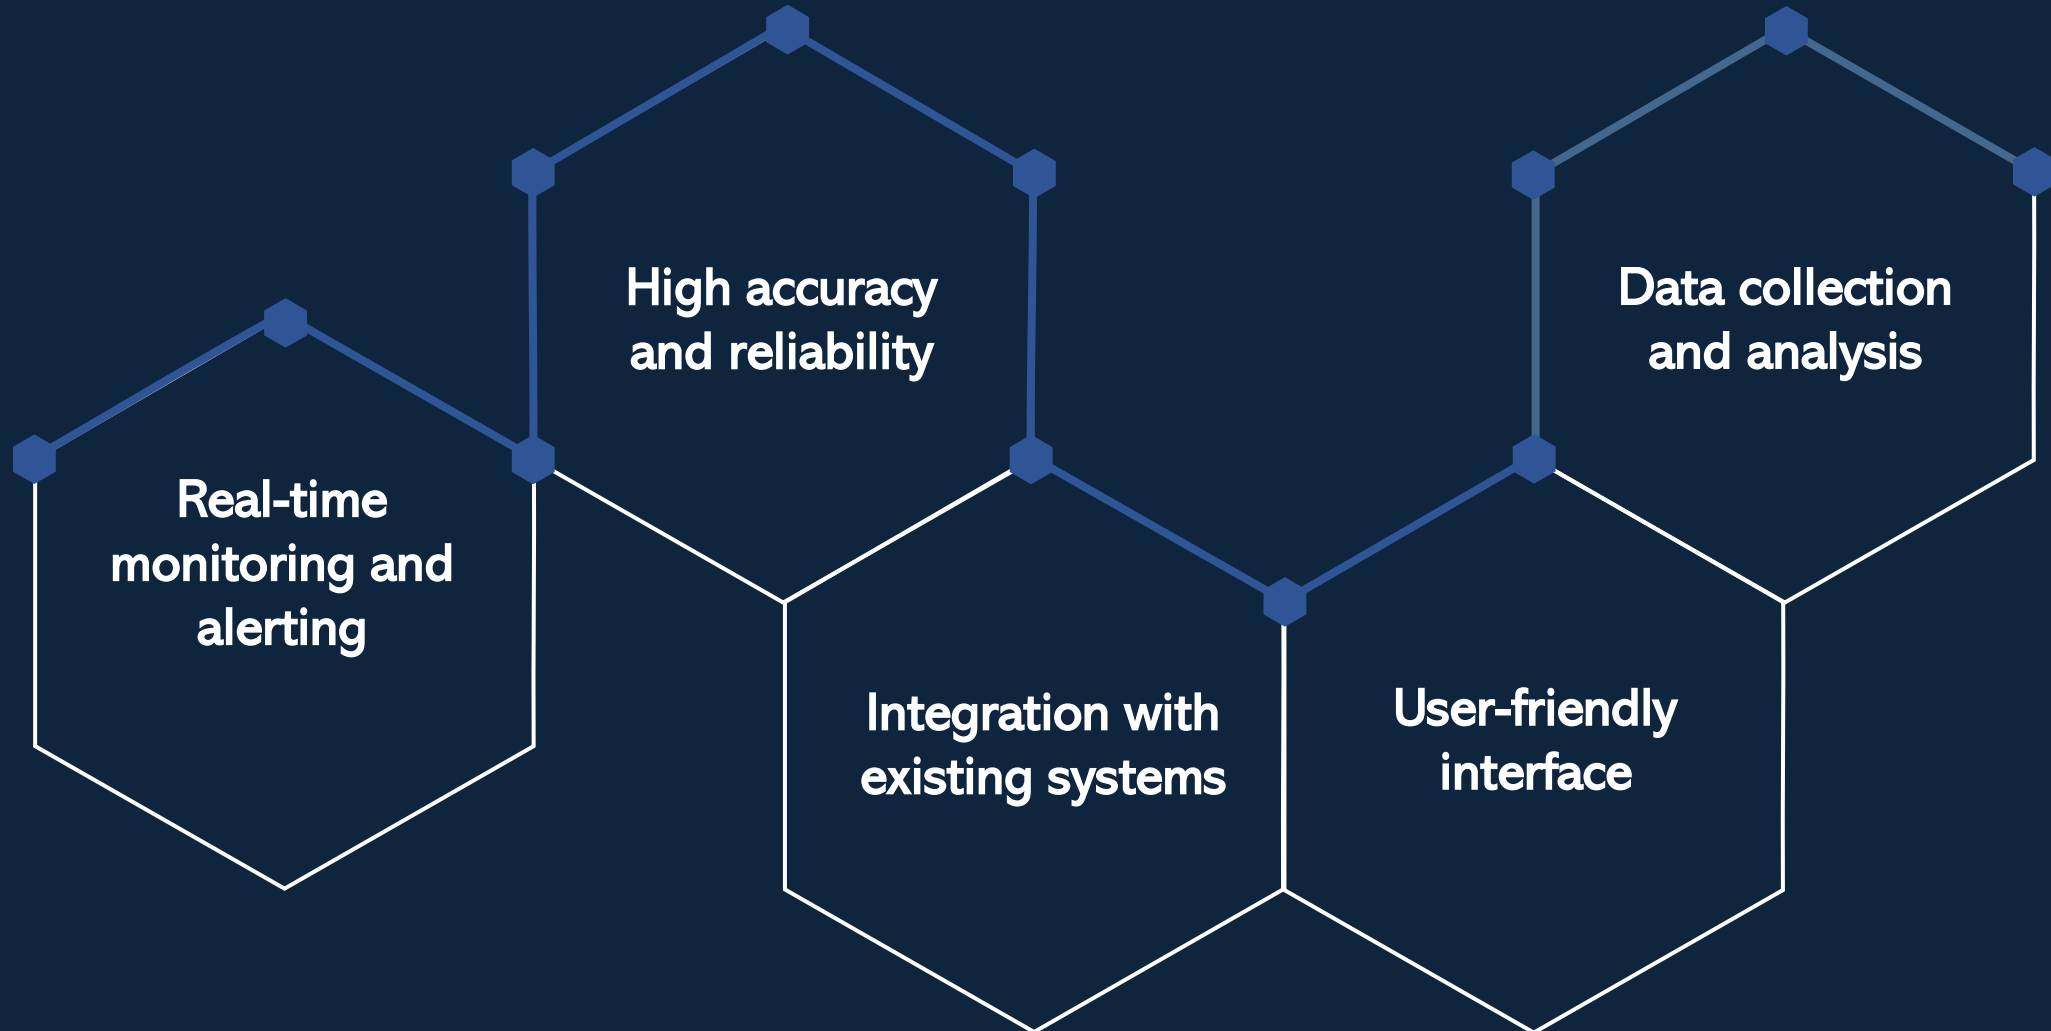 Real-time
monitoring and
alerting
High accuracy
and reliability
Integration with
existing systems
User-friendly
interface
Data collection
and analysis